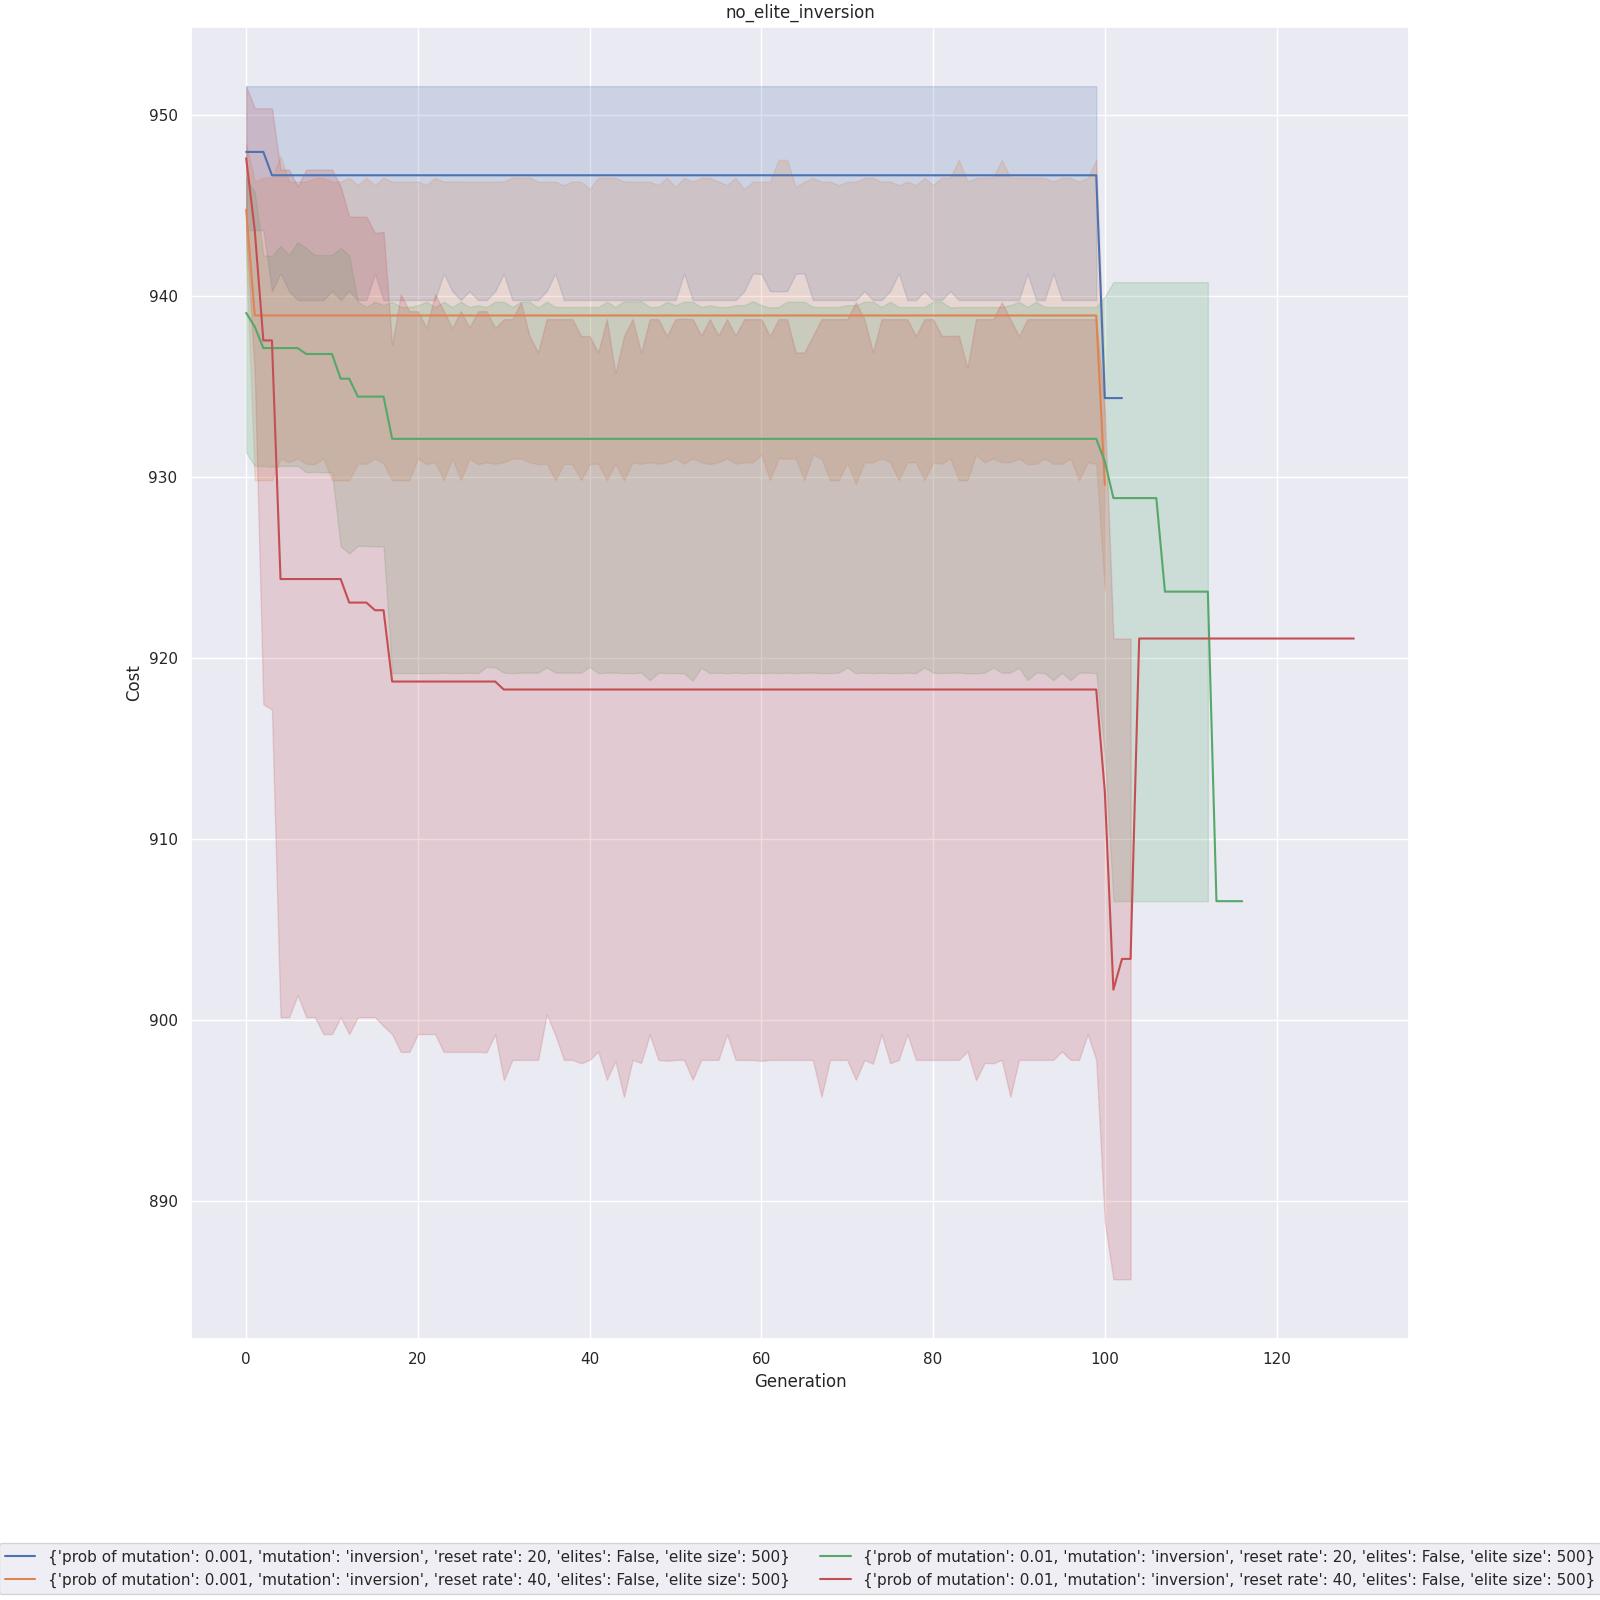 no_elite_inversion
950
940
930
920
910
900
890
Cost
0 20 40 60 80 100 120
Generation
{'prob of mutation': 0.001, 'mutation': 'inversion', 'reset rate': 20, 'elites': False, 'elite size': 500}
{'prob of mutation': 0.001, 'mutation': 'inversion', 'reset rate': 40, 'elites': False, 'elite size': 500}
{'prob of mutation': 0.01, 'mutation': 'inversion', 'reset rate': 20, 'elites': False, 'elite size': 500}
{'prob of mutation': 0.01, 'mutation': 'inversion', 'reset rate': 40, 'elites': False, 'elite size': 500}